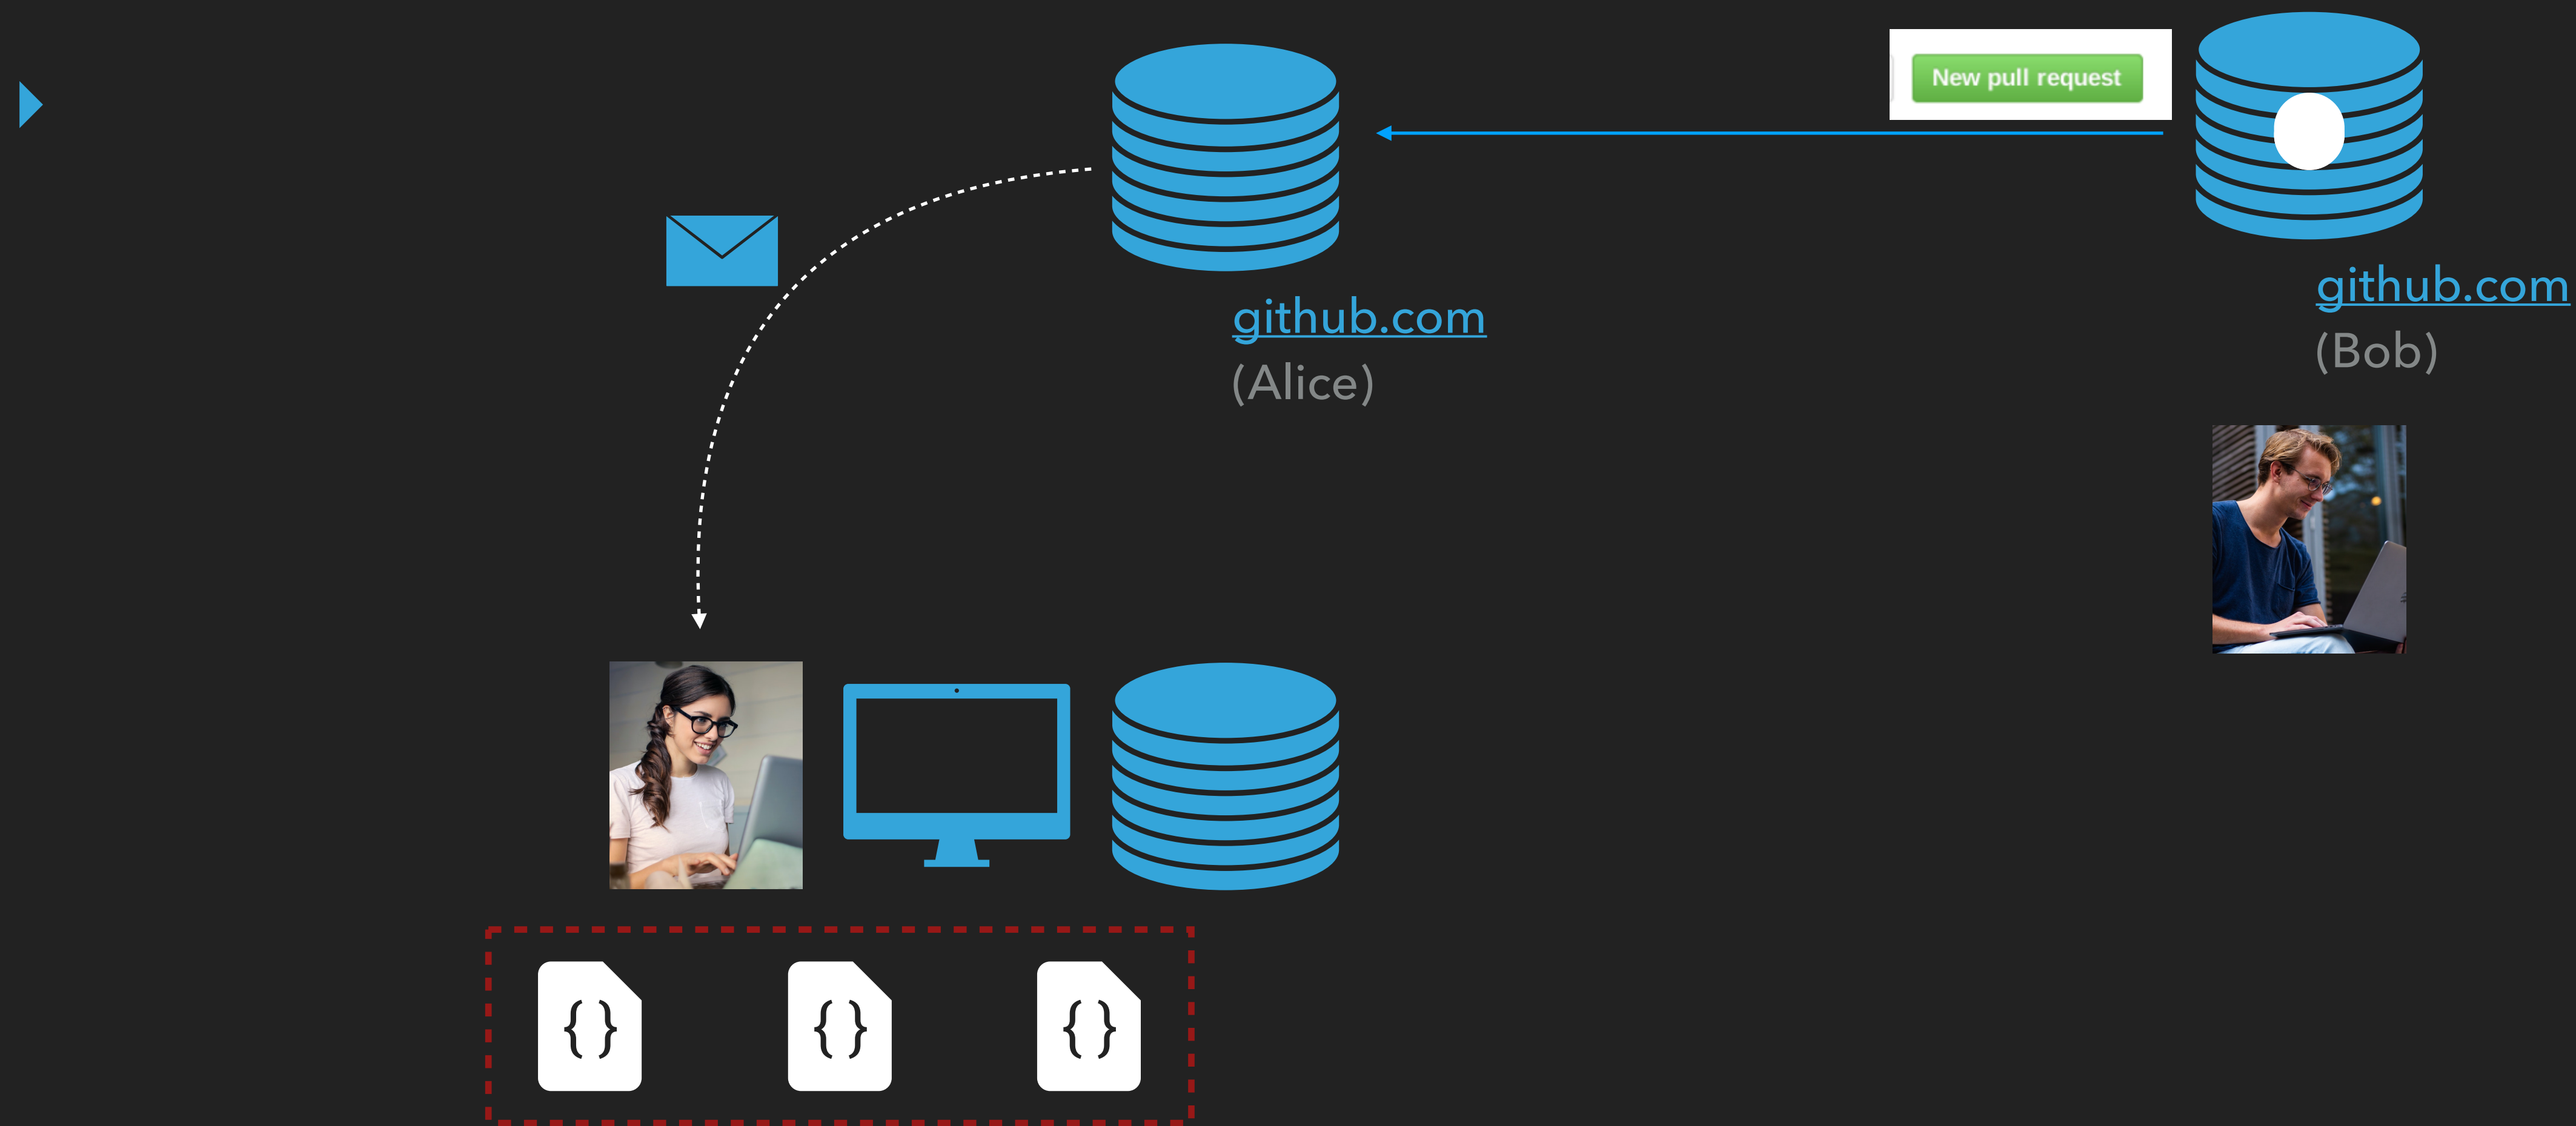 New pull request
github.com
(Bob)
github.com
(Alice)
{ }
{ }
{ }